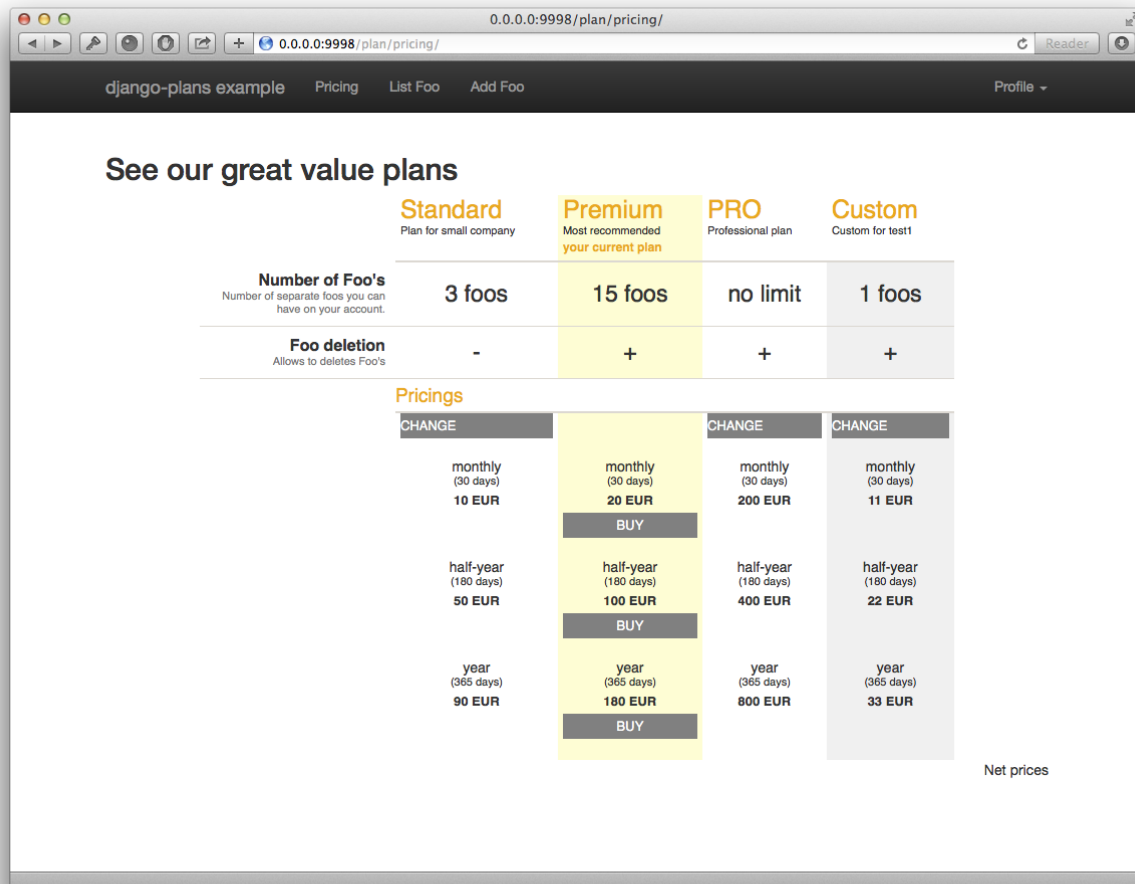 0.0.0.0:9998/plan/pricing/
0.0.0.0:9998/plan/pricing/
Reader
django-plans example Pricing List Foo Add Foo Profile
See our great value plans
Standard Premium PRO Custom
Plan for small company Most recommended Professional plan Custom for test1
your current plan
Number of Foo's
Number of separate foos you can
have on your account.
3 foos 15 foos no limit 1 foos
Foo deletion
Allows to deletes Foo's
- + + +
Pricings
CHANGE CHANGE CHANGE
monthly monthly monthly monthly
(30 days) (30 days) (30 days) (30 days)
10 EUR 20 EUR 200 EUR 11 EUR
BUY
half-year half-year half-year half-year
(180 days) (180 days) (180 days) (180 days)
50 EUR 100 EUR 400 EUR 22 EUR
BUY
year year year year
(365 days) (365 days) (365 days) (365 days)
90 EUR 180 EUR 800 EUR 33 EUR
BUY
Net prices